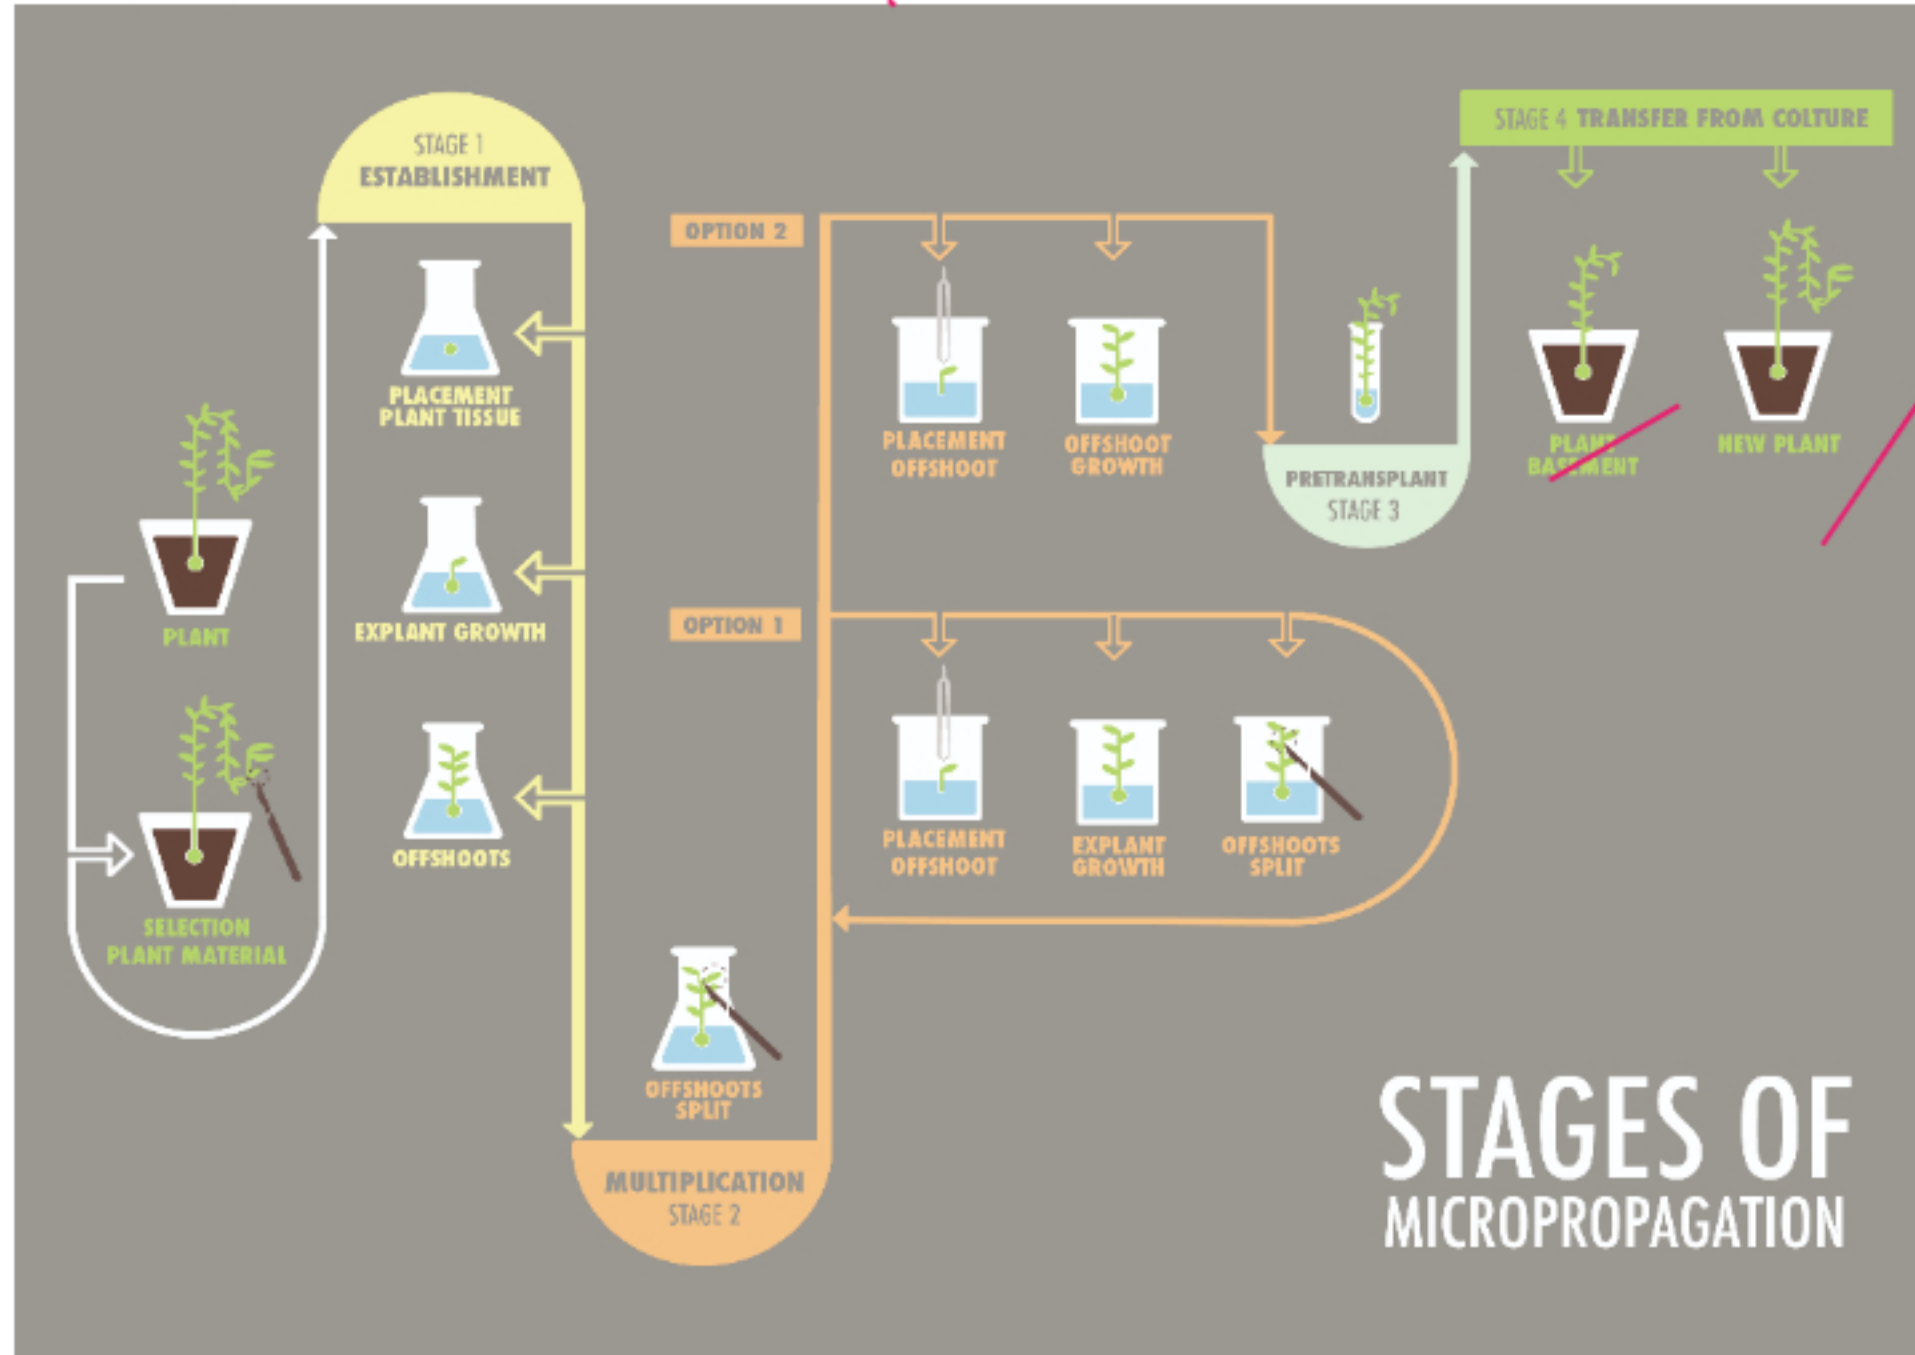 STAGE 1
ESTABLISHMENT
PLACEMENT
PLANT TISSUE
EXPLANT GROWTH
OFFSHOOTS
PLANT
SELECTION
PLANT MATERIAL
OFFSHOOTS
SPLIT
MULTIPLICATION
STAGE 2
OPTION 1
PLACEMENT
OFFSHOOT
EXPLANT
GROWTH
OFFSHOOTS
SPLIT
OPTION 2
PLACEMENT
OFFSHOOT
OFFSHOOT
GROWTH
PRETRANSPLANT
STAGE 3
STAGE 4 TRANSFER FROM COLTURE
PLANT
BASEMENT
NEW PLANT
STAGES OF
MICROPROPAGATION